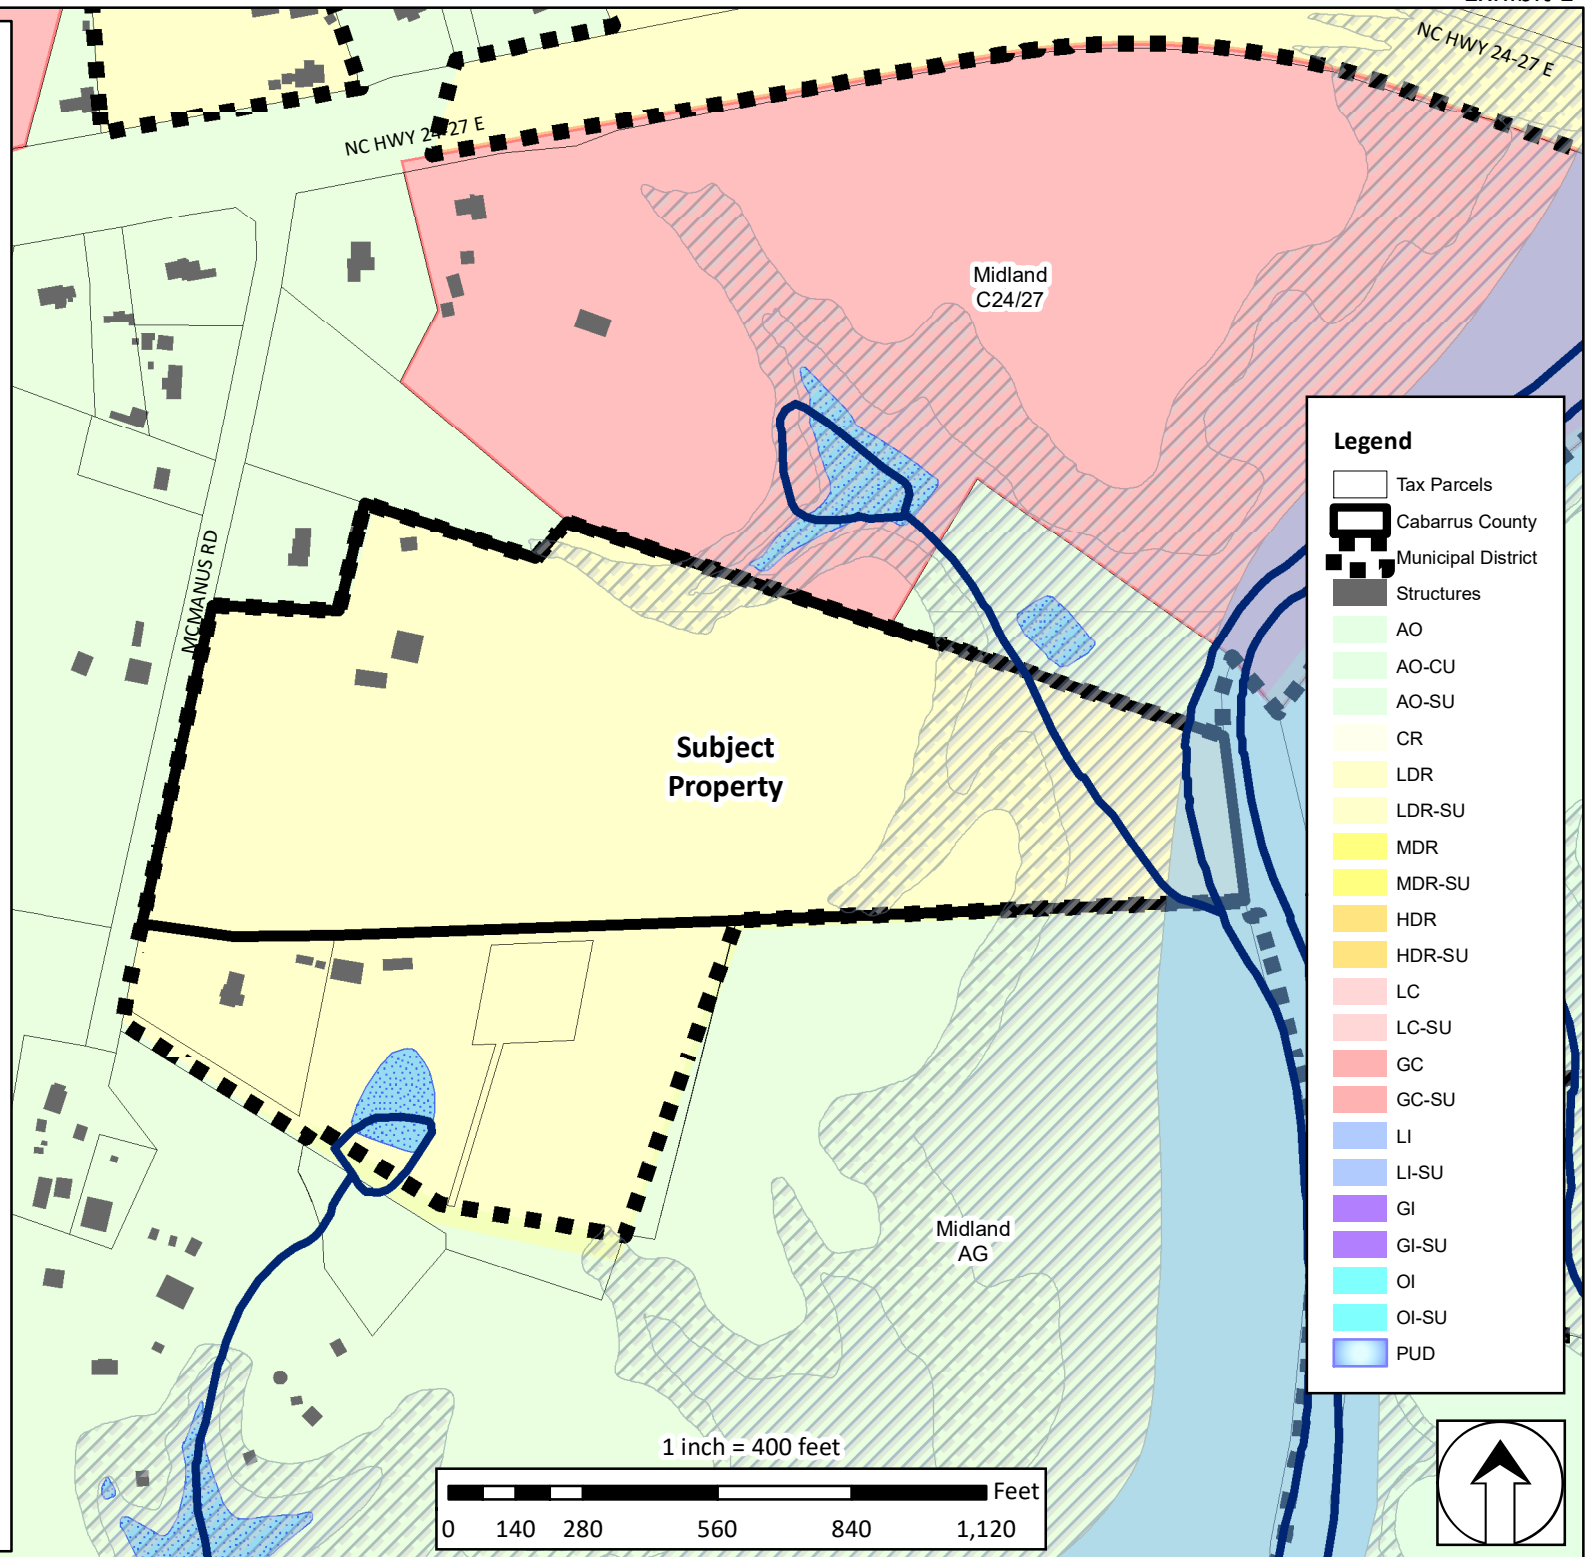 NC HWY 24-27 E
NC HWY 24-27 E
Midland
C24/27
MCMANUS RD
Subject
Property
Midland
AG
Legend
Tax Parcels
Cabarrus County
Municipal District
Structures
AO
AO-CU
AO-SU
CR
LDR
LDR-SU
MDR
MDR-SU
HDR
HDR-SU
LC
LC-SU
GC
GC-SU
LI
LI-SU
GI
GI-SU
OI
OI-SU
PUD
1 inch = 400 feet
Feet
0 140 280 560 840 1,120